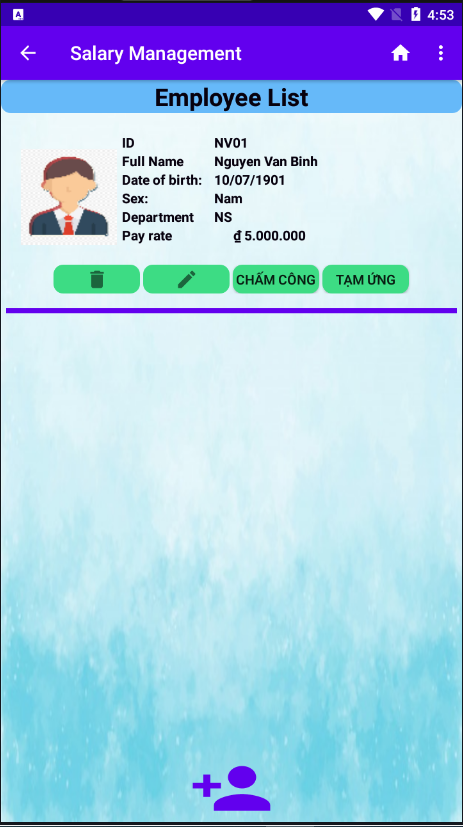 4:53
Salary Management
Employee List
ID NV01
Full Name Nguyen Van Binh
Date of birth: 10/07/1901
Sex: Nam
Department NS
Pay rate ₫ 5.000.000
CHẤM CÔNG TẠM ỨNG